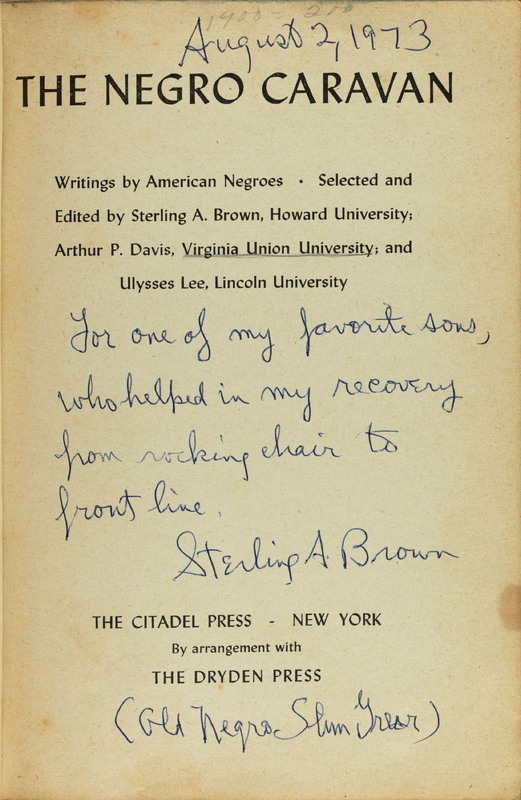 August 2, 1973
THE NEGRO CARAVAN
Writings by American Negroes · Selected and
Edited by Sterling A. Brown, Howard University;
Arthur P. Davis, Virginia Union University; and
Ulysses Lee, Lincoln University
For one of my favorite sons,
who helped in my recovery
from rocking chair to
front line.
Sterling A. Brown
THE CITADEL PRESS - NEW YORK
By arrangement with
THE DRYDEN PRESS
(Old Negro Slim Greer)